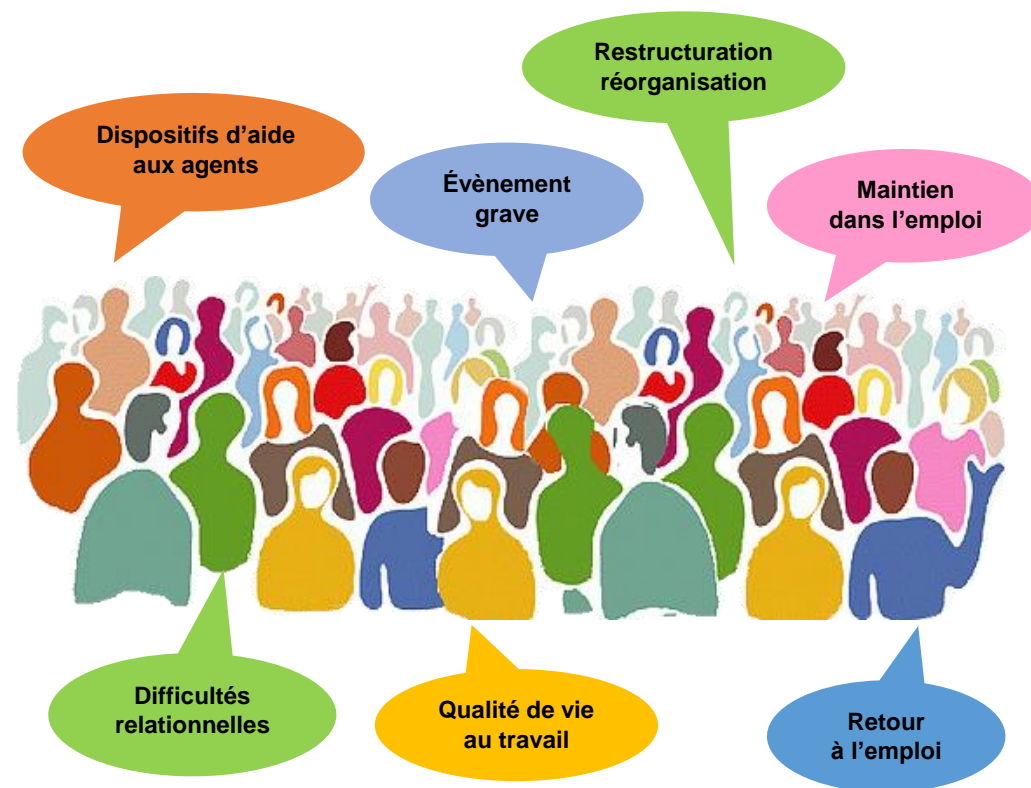 Restructuration
réorganisation
Dispositifs d’aide
aux agents
Évènement
grave
Maintien
dans l’emploi
Difficultés
relationnelles
Qualité de vie
au travail
Retour
à l’emploi